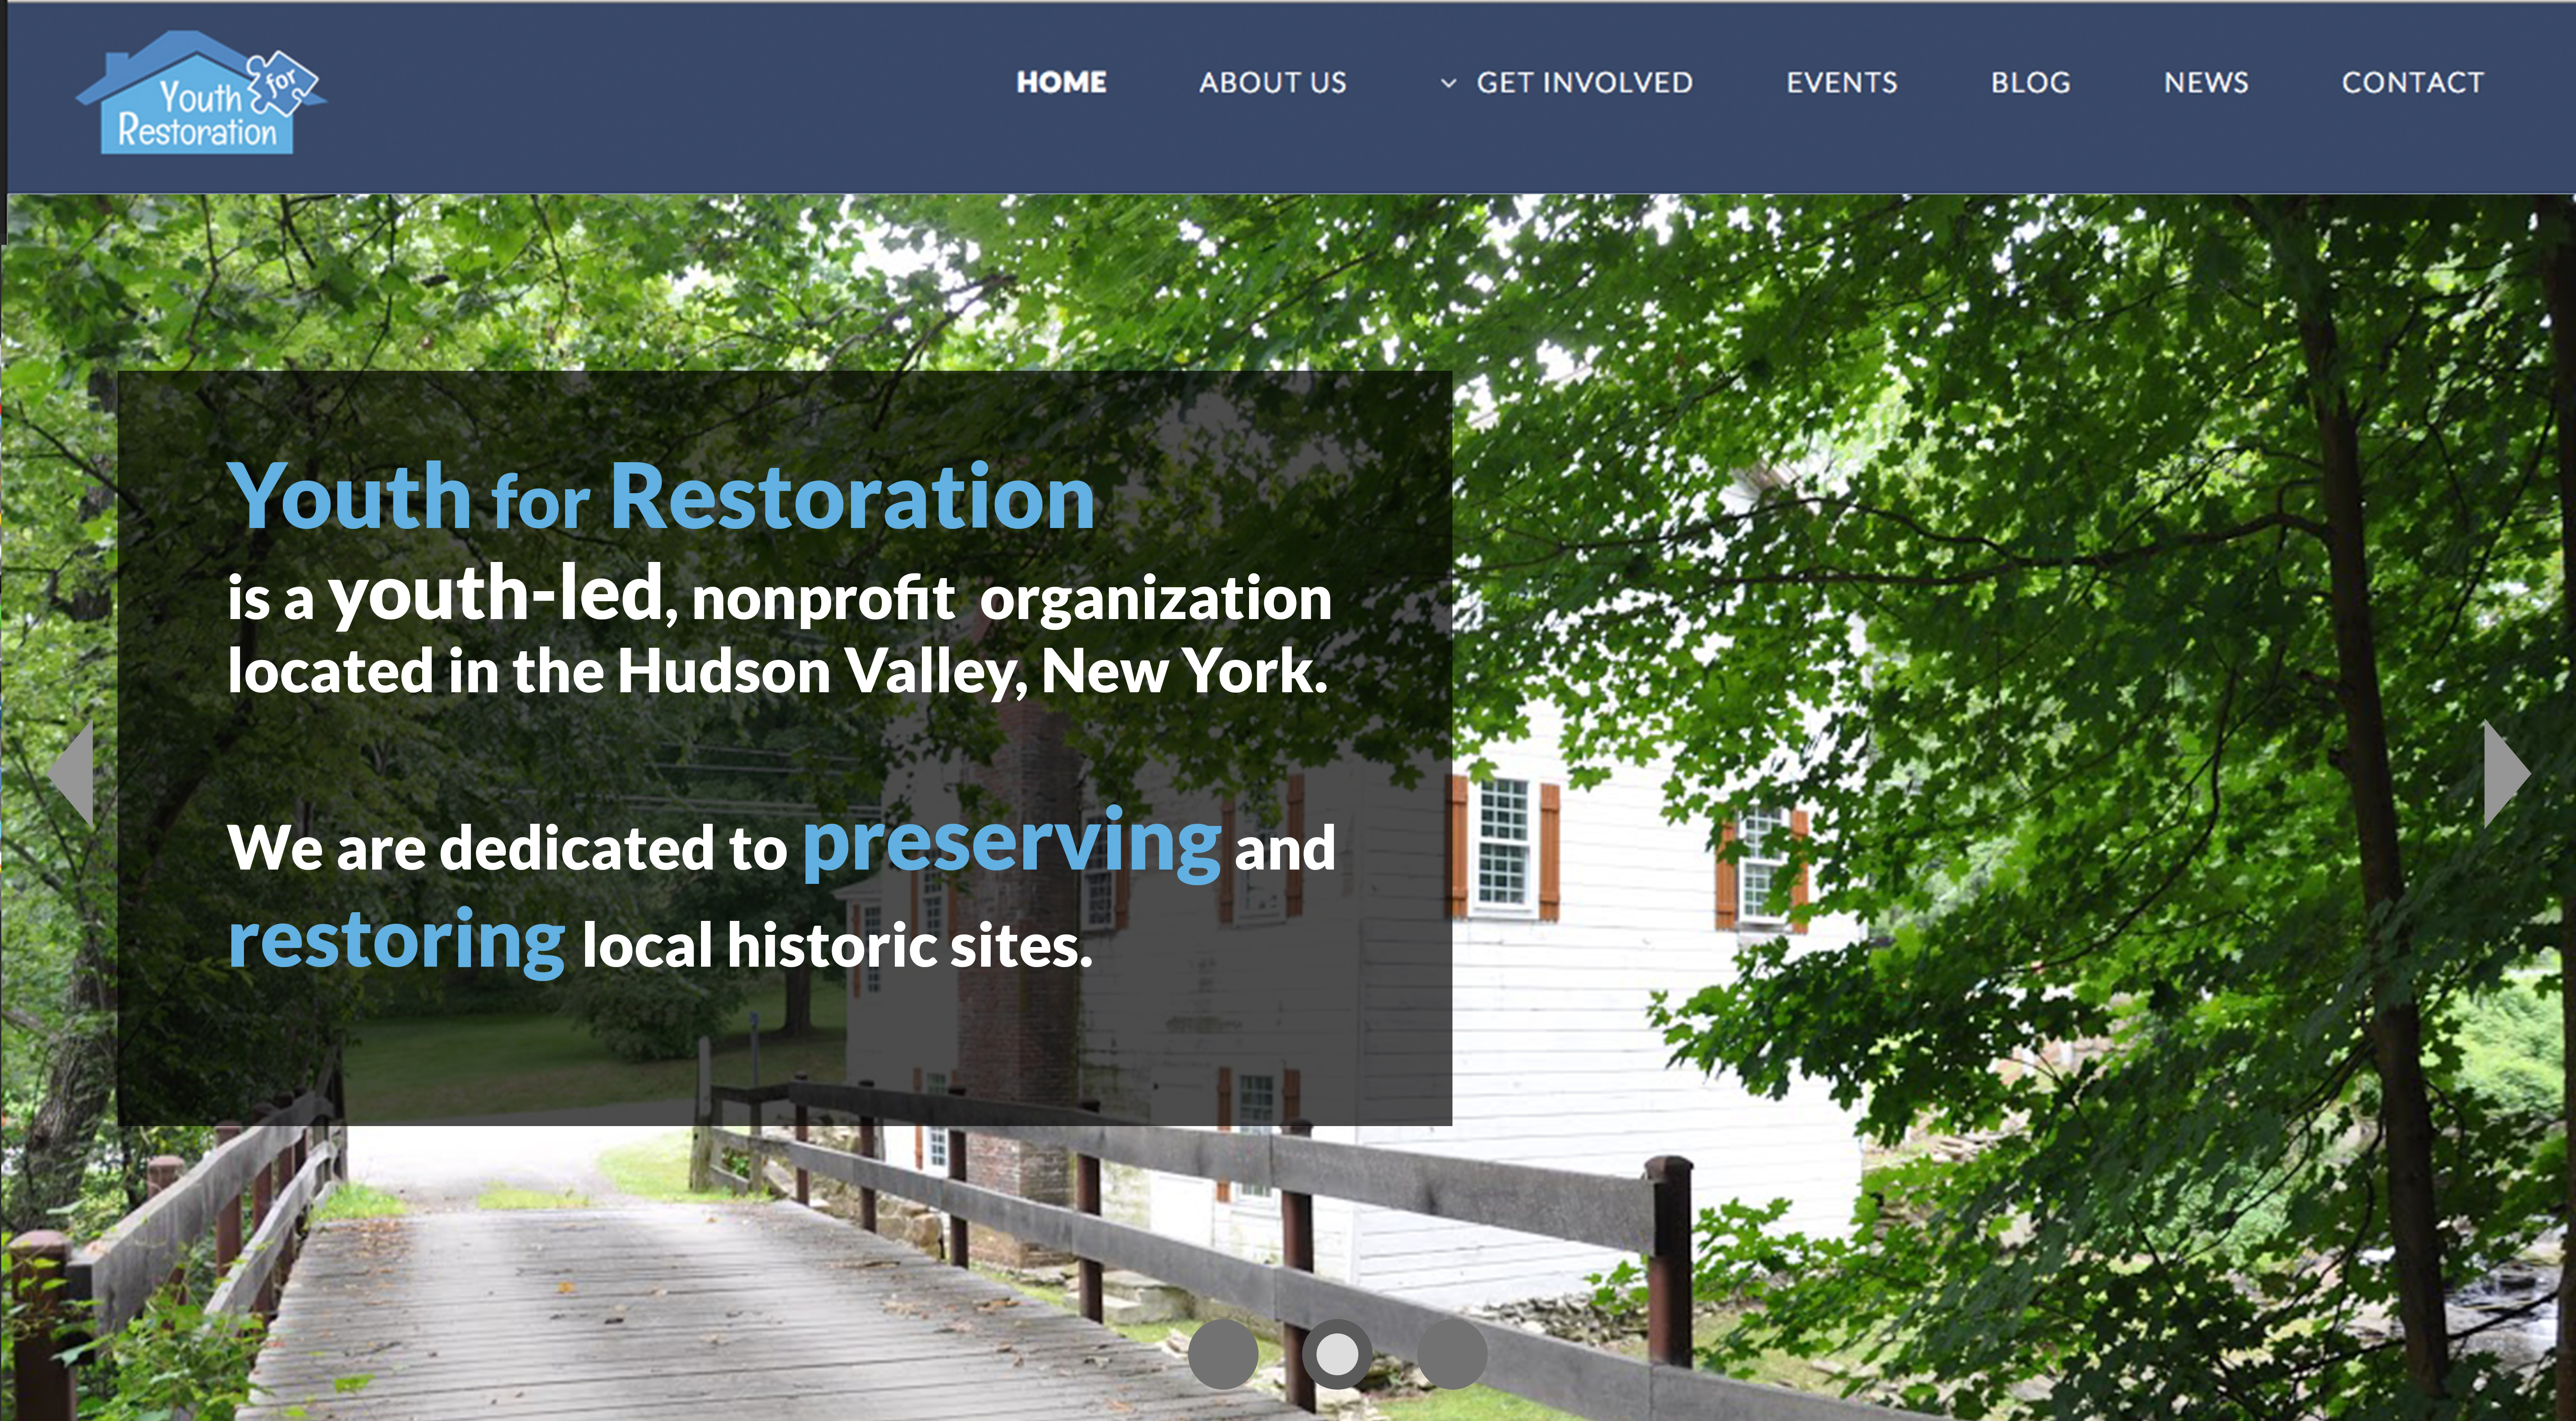 Youth for
Restoration
HOME ABOUT US GET INVOLVED EVENTS BLOG NEWS CONTACT
Youth for Restoration
is a youth-led, nonprofit organization
located in the Hudson Valley, New York.
We are dedicated to preserving and
restoring local historic sites.